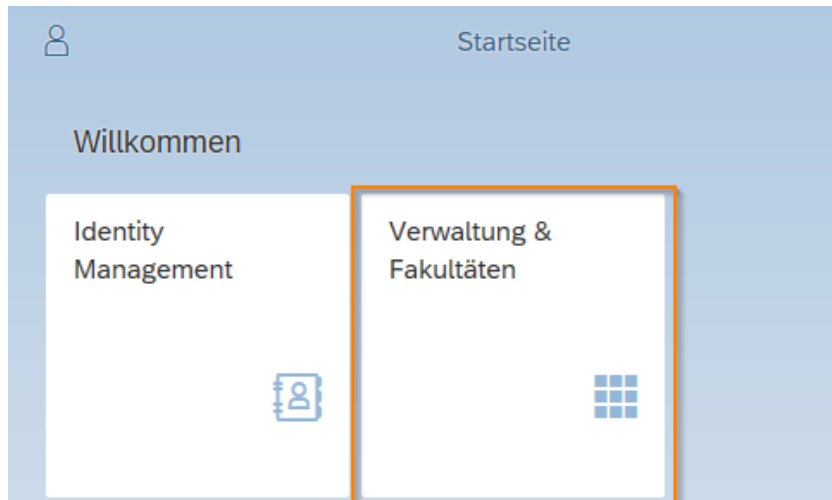 Startseite
Willkommen
Identity
Management
Verwaltung &
Fakultäten